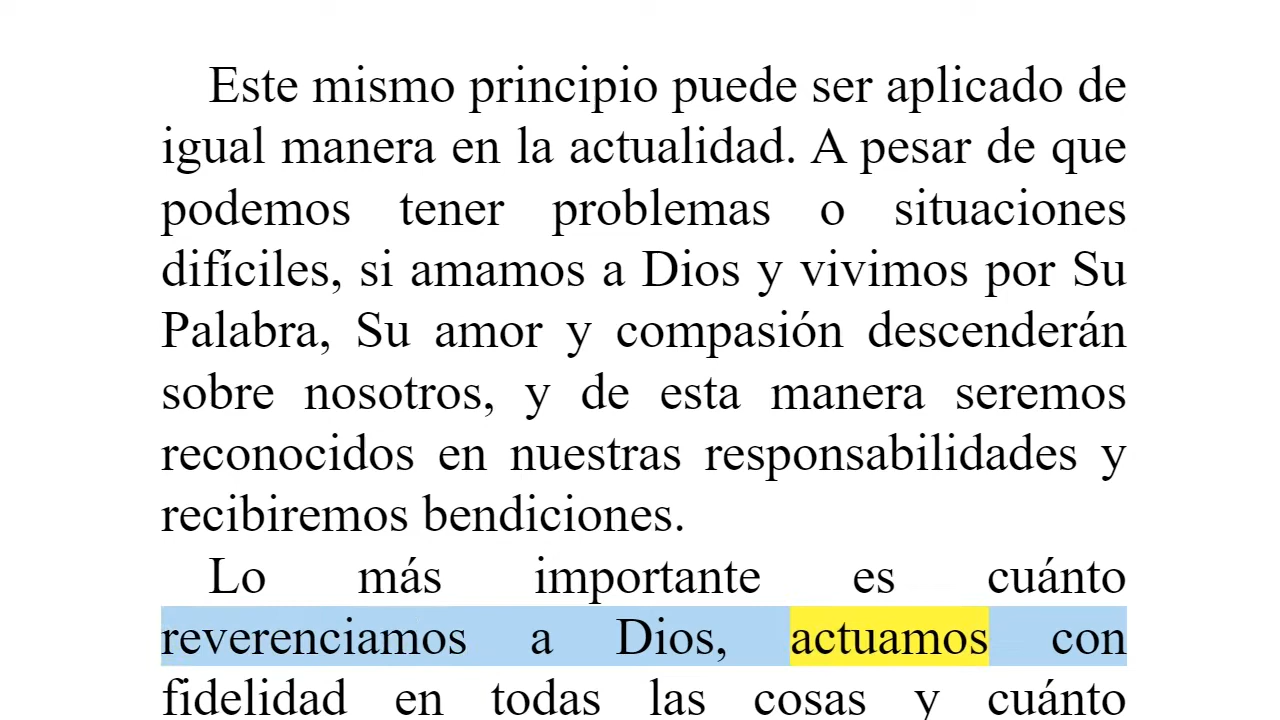 Este mismo principio puede ser aplicado de
igual manera en la actualidad. A pesar de que
podemos tener problemas o situaciones
difíciles, si amamos a Dios y vivimos por Su
Palabra, Su amor y compasión descenderán
sobre nosotros, y de esta manera seremos
reconocidos en nuestras responsabilidades y
recibiremos bendiciones.
Lo más importante es cuánto
reverenciamos a Dios, actuamos con
fidelidad en todas las cosas y cuánto